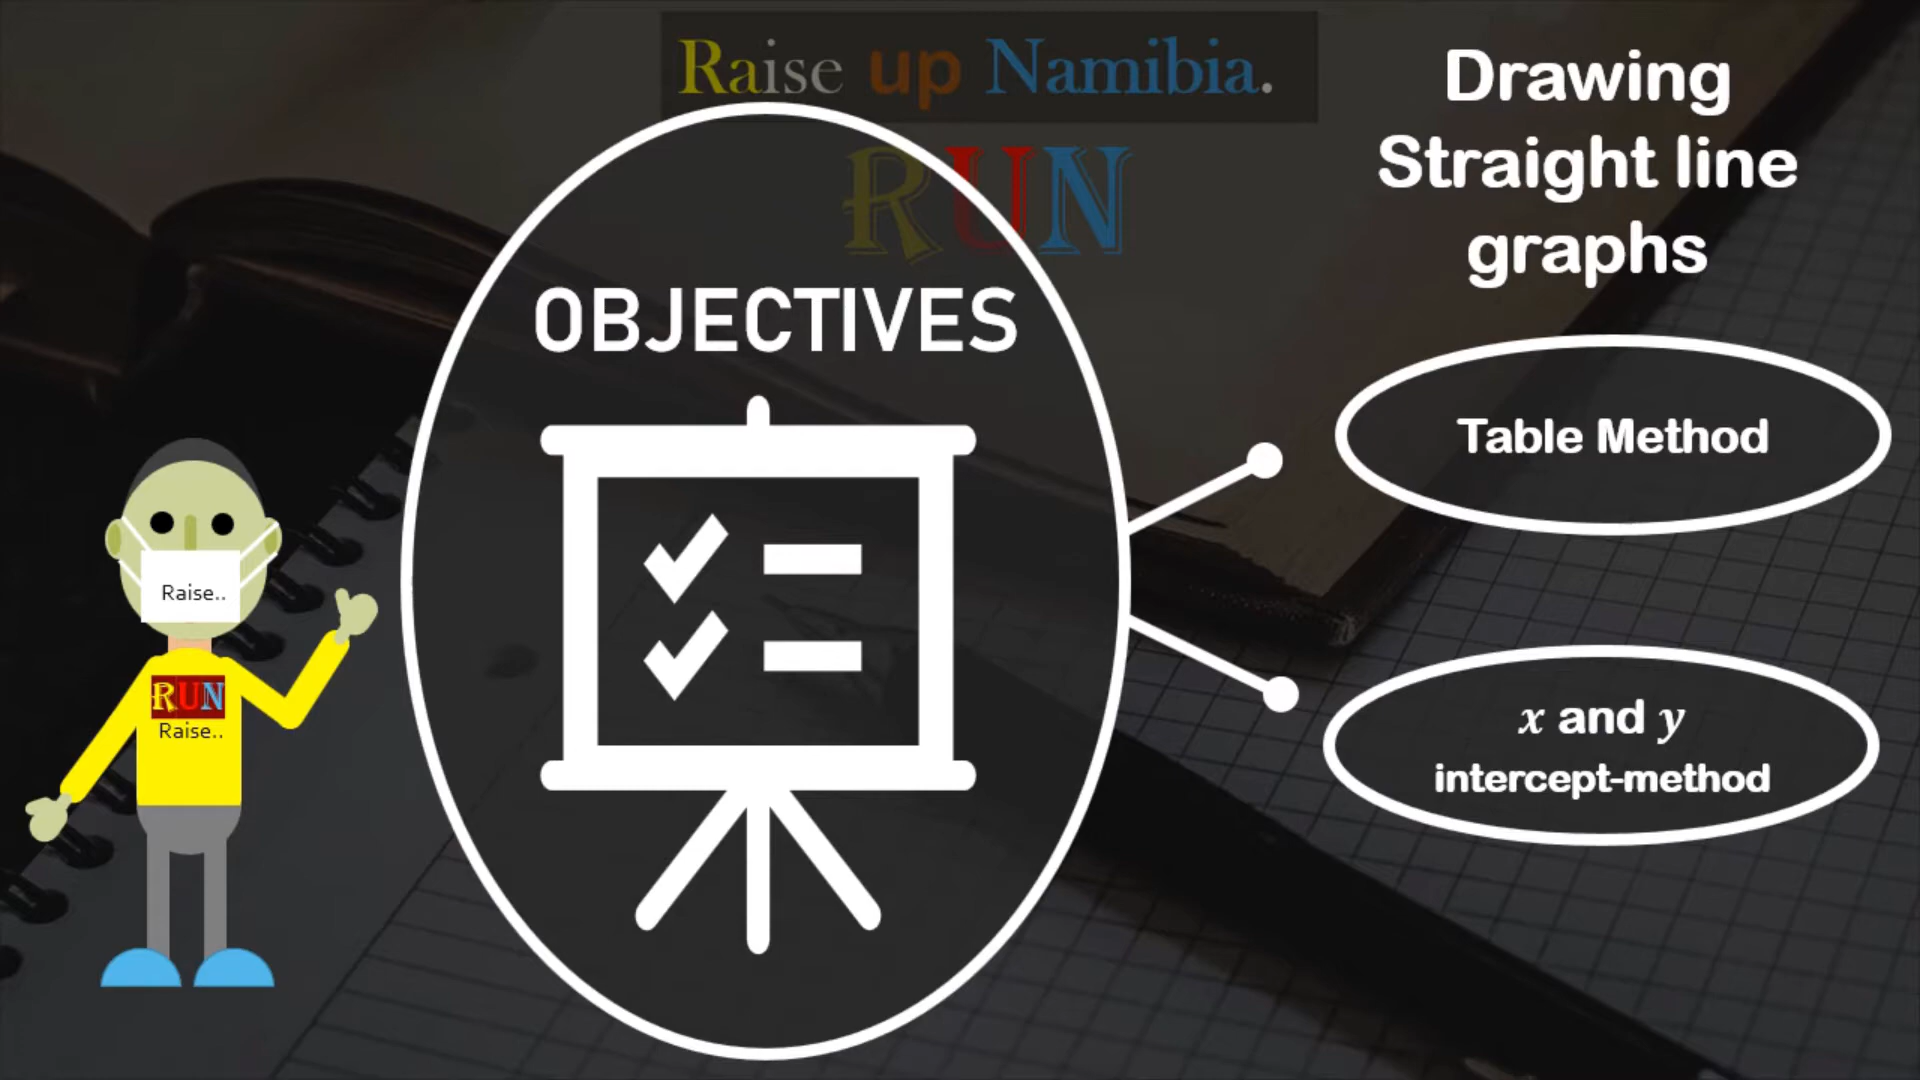 Raise up Namibia.
RUN
Drawing
Straight line
graphs
OBJECTIVES
Table Method
x and y
intercept-method
Raise..
RUN
Raise..